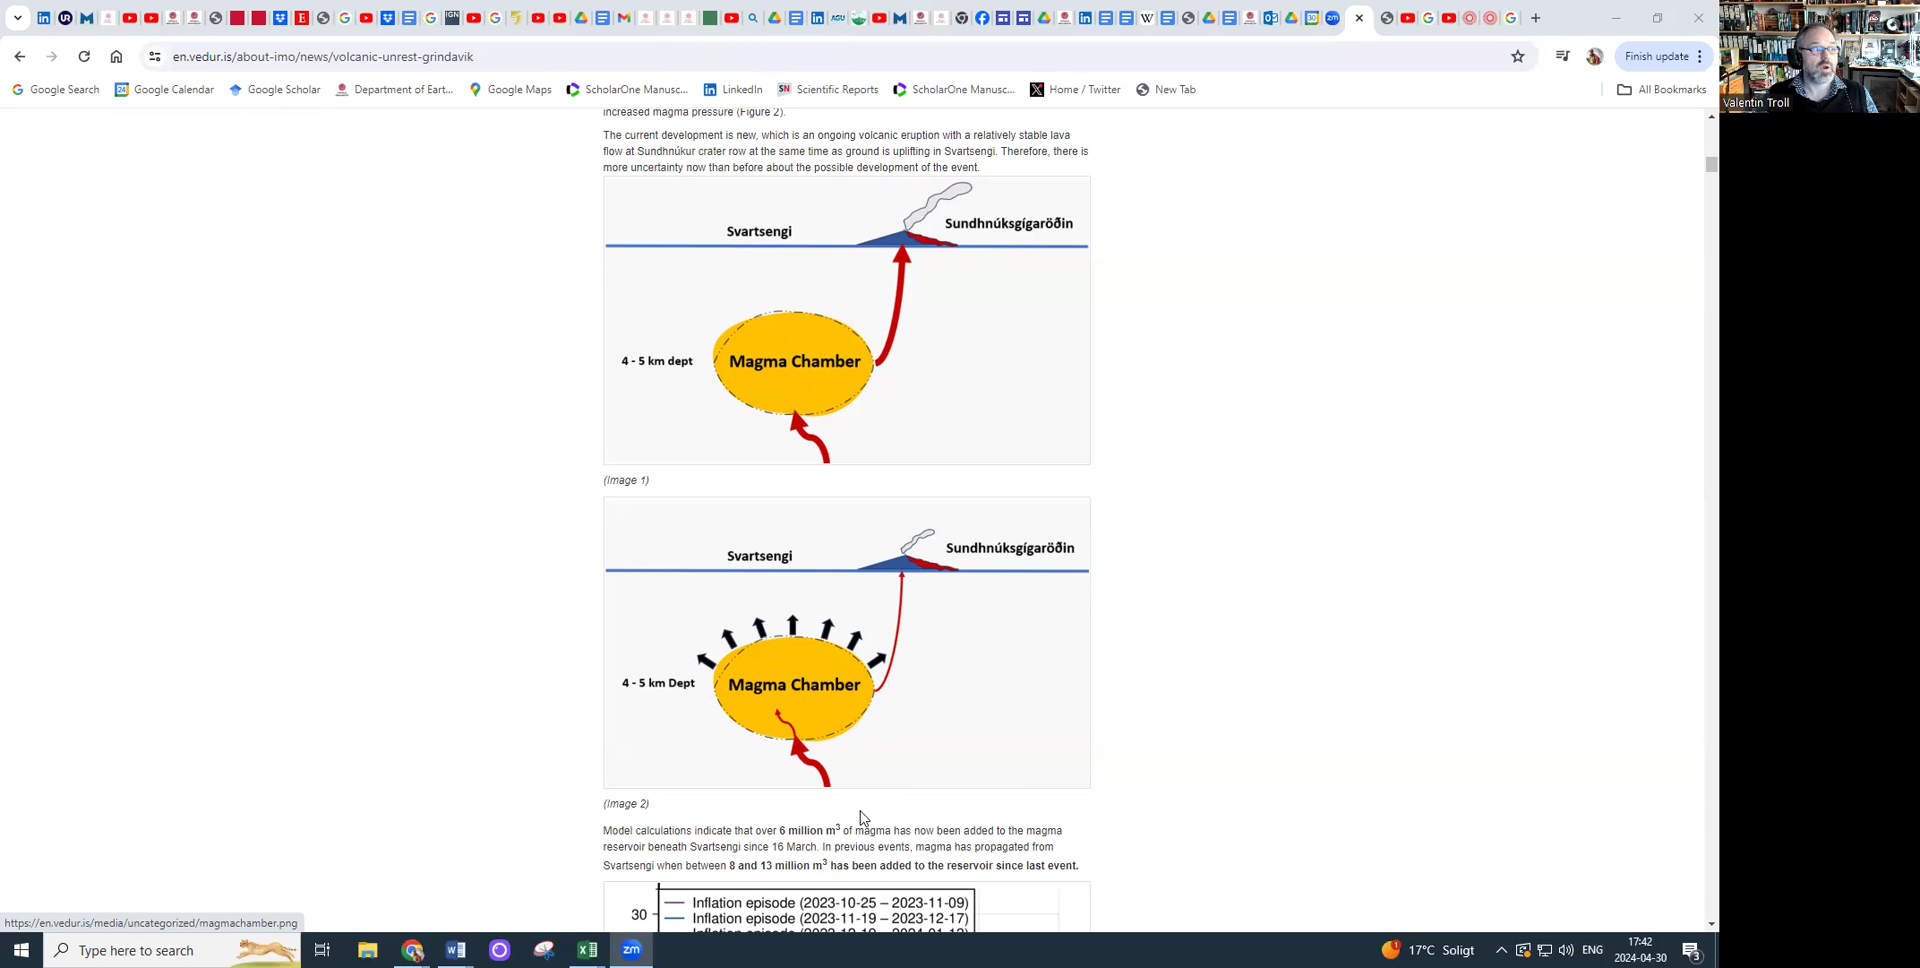 en.vedur.is/about-imo/news/volcanic-unrest-grindavik
Finish update
Valentin Troll
Google Search
Google Calendar
Google Scholar
Department of Eart...
Google Maps
ScholarOne Manusc...
LinkedIn
Scientific Reports
ScholarOne Manusc...
Home / Twitter
New Tab
All Bookmarks
increased magma pressure (Figure 2).
The current development is new, which is an ongoing volcanic eruption with a relatively stable lava
flow at Sundhnúkur crater row at the same time as ground is uplifting in Svartsengi. Therefore, there is
more uncertainty now than before about the possible development of the event.
Svartsengi
Sundhnúksgígaröðin
4 - 5 km dept
Magma Chamber
(Image 1)
Svartsengi
Sundhnúksgígaröðin
4 - 5 km Dept
Magma Chamber
(Image 2)
Model calculations indicate that over 6 million m³ of magma has now been added to the magma
reservoir beneath Svartsengi since 16 March. In previous events, magma has propagated from
Svartsengi when between 8 and 13 million m³ has been added to the reservoir since last event.
30
Inflation episode (2023-10-25 – 2023-11-09)
Inflation episode (2023-11-19 – 2023-12-17)
https://en.vedur.is/media/uncategorized/magmachamber.png
Type here to search
17°C Soligt
ENG
17:42
2024-04-30
3